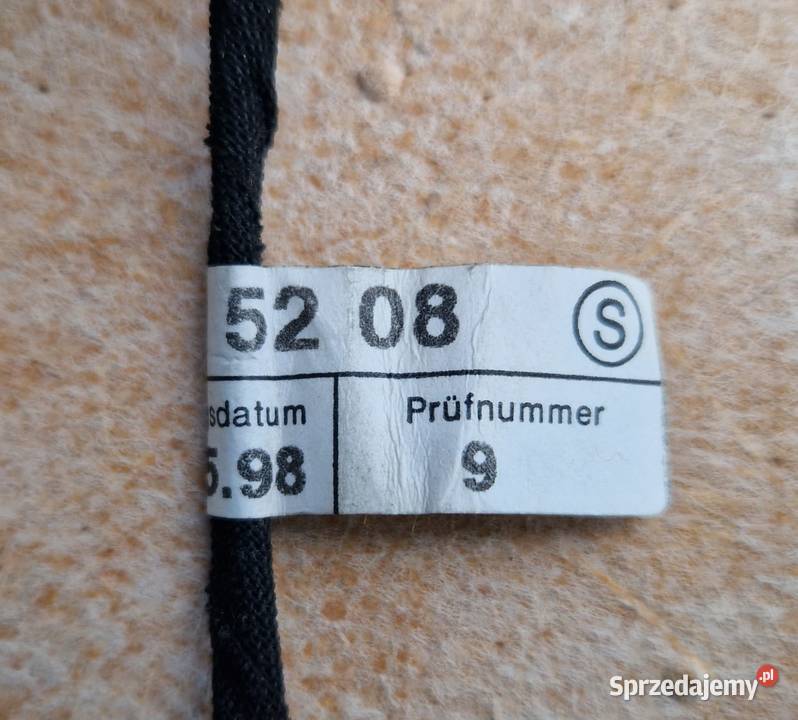 52 08 Ⓢ
sdatum Prüfnummer
5.98 9
Sprzedajemy.pl